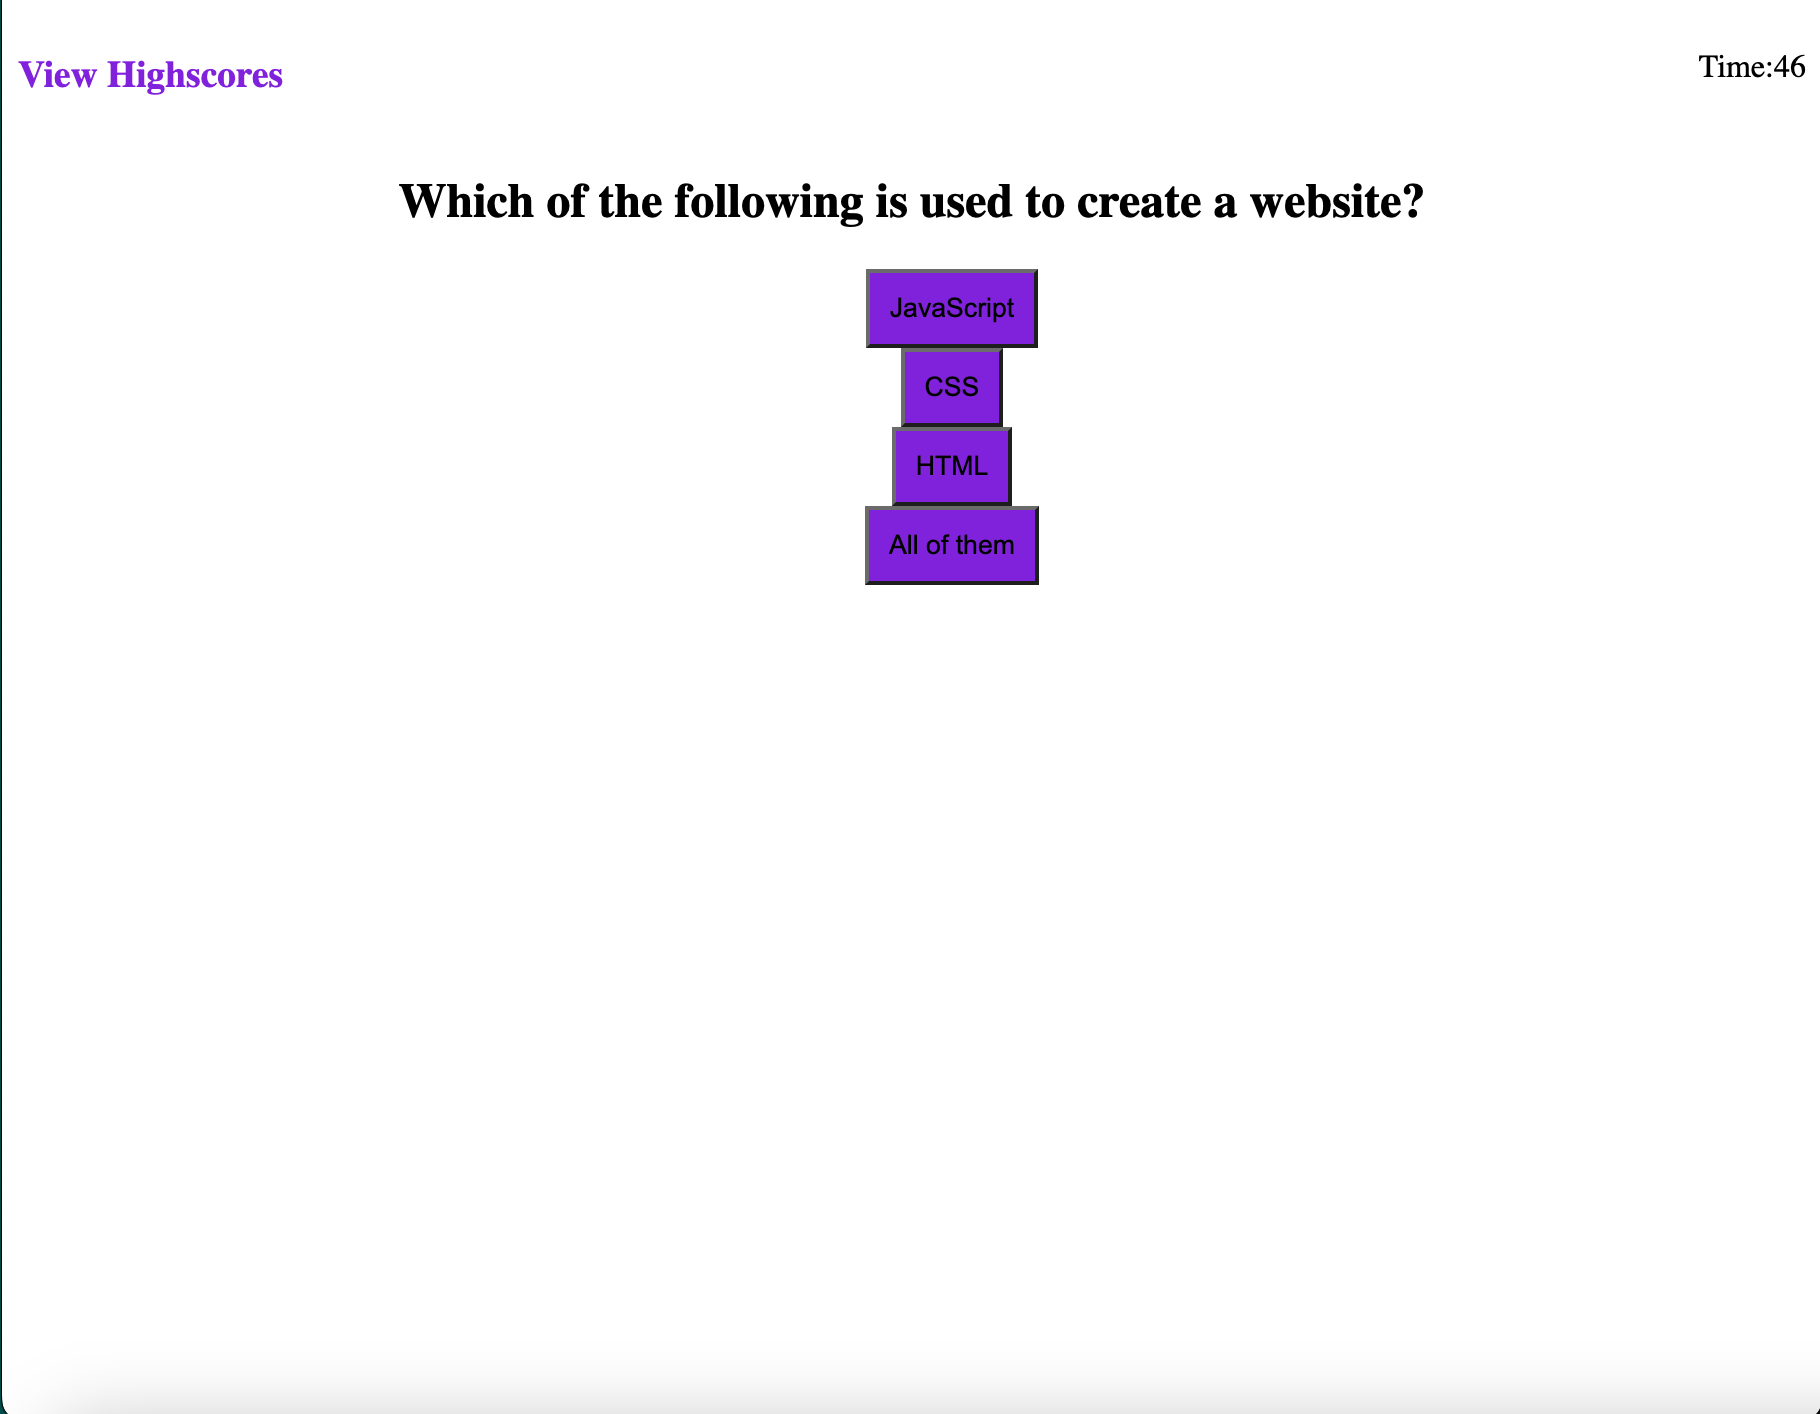 View Highscores
Time:46
Which of the following is used to create a website?
JavaScript
CSS
HTML
All of them